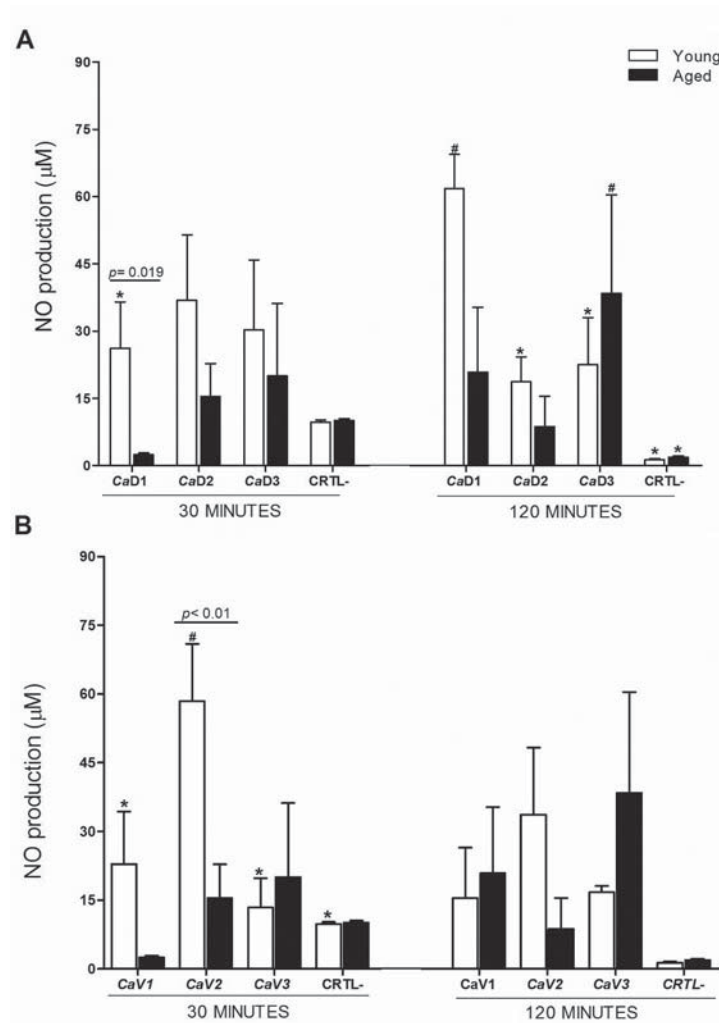 A
Young
Aged
NO production (µM)
90
75
60
45
30
15
0
p= 0.019
*
#
*
*
#
*
*
CaD1 CaD2 CaD3 CRTL- CaD1 CaD2 CaD3 CRTL-
30 MINUTES 120 MINUTES
B
NO production (µM)
90
75
60
45
30
15
0
p< 0.01
#
*
*
*
CaV1 CaV2 CaV3 CRTL- CaV1 CaV2 CaV3 CRTL-
30 MINUTES 120 MINUTES